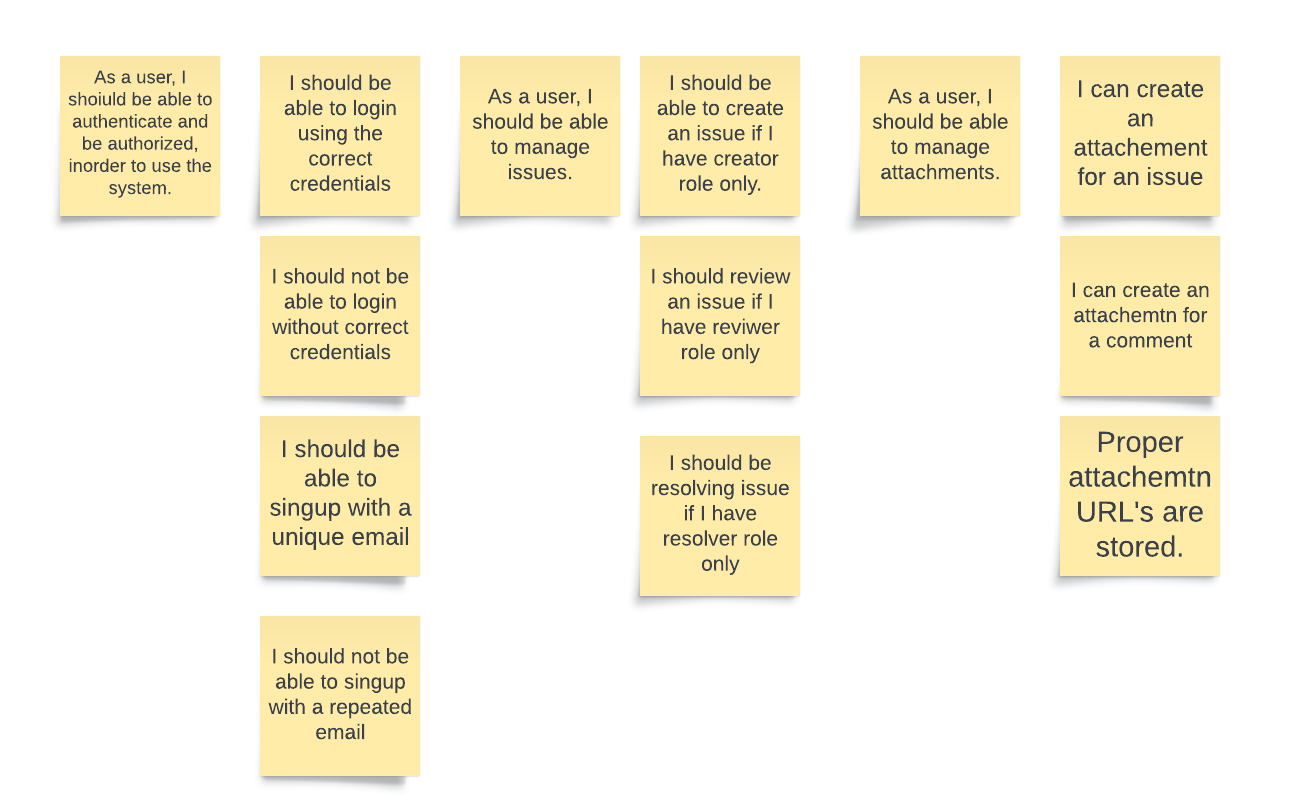 As a user, I
shoiuld be able to
authenticate and
be authorized,
inorder to use the
system.
I should be
able to login
using the
correct
credentials
I should not be
able to login
without correct
credentials
I should be
able to
singup with a
unique email
I should not be
able to singup
with a repeated
email
As a user, I
should be able
to manage
issues.
I should be
able to create
an issue if I
have creator
role only.
I should review
an issue if I
have reviwer
role only
I should be
resolving issue
if I have
resolver role
only
As a user, I
should be able
to manage
attachments.
I can create
an
attachement
for an issue
I can create an
attachemtn for
a comment
Proper
attachemtn
URL's are
stored.